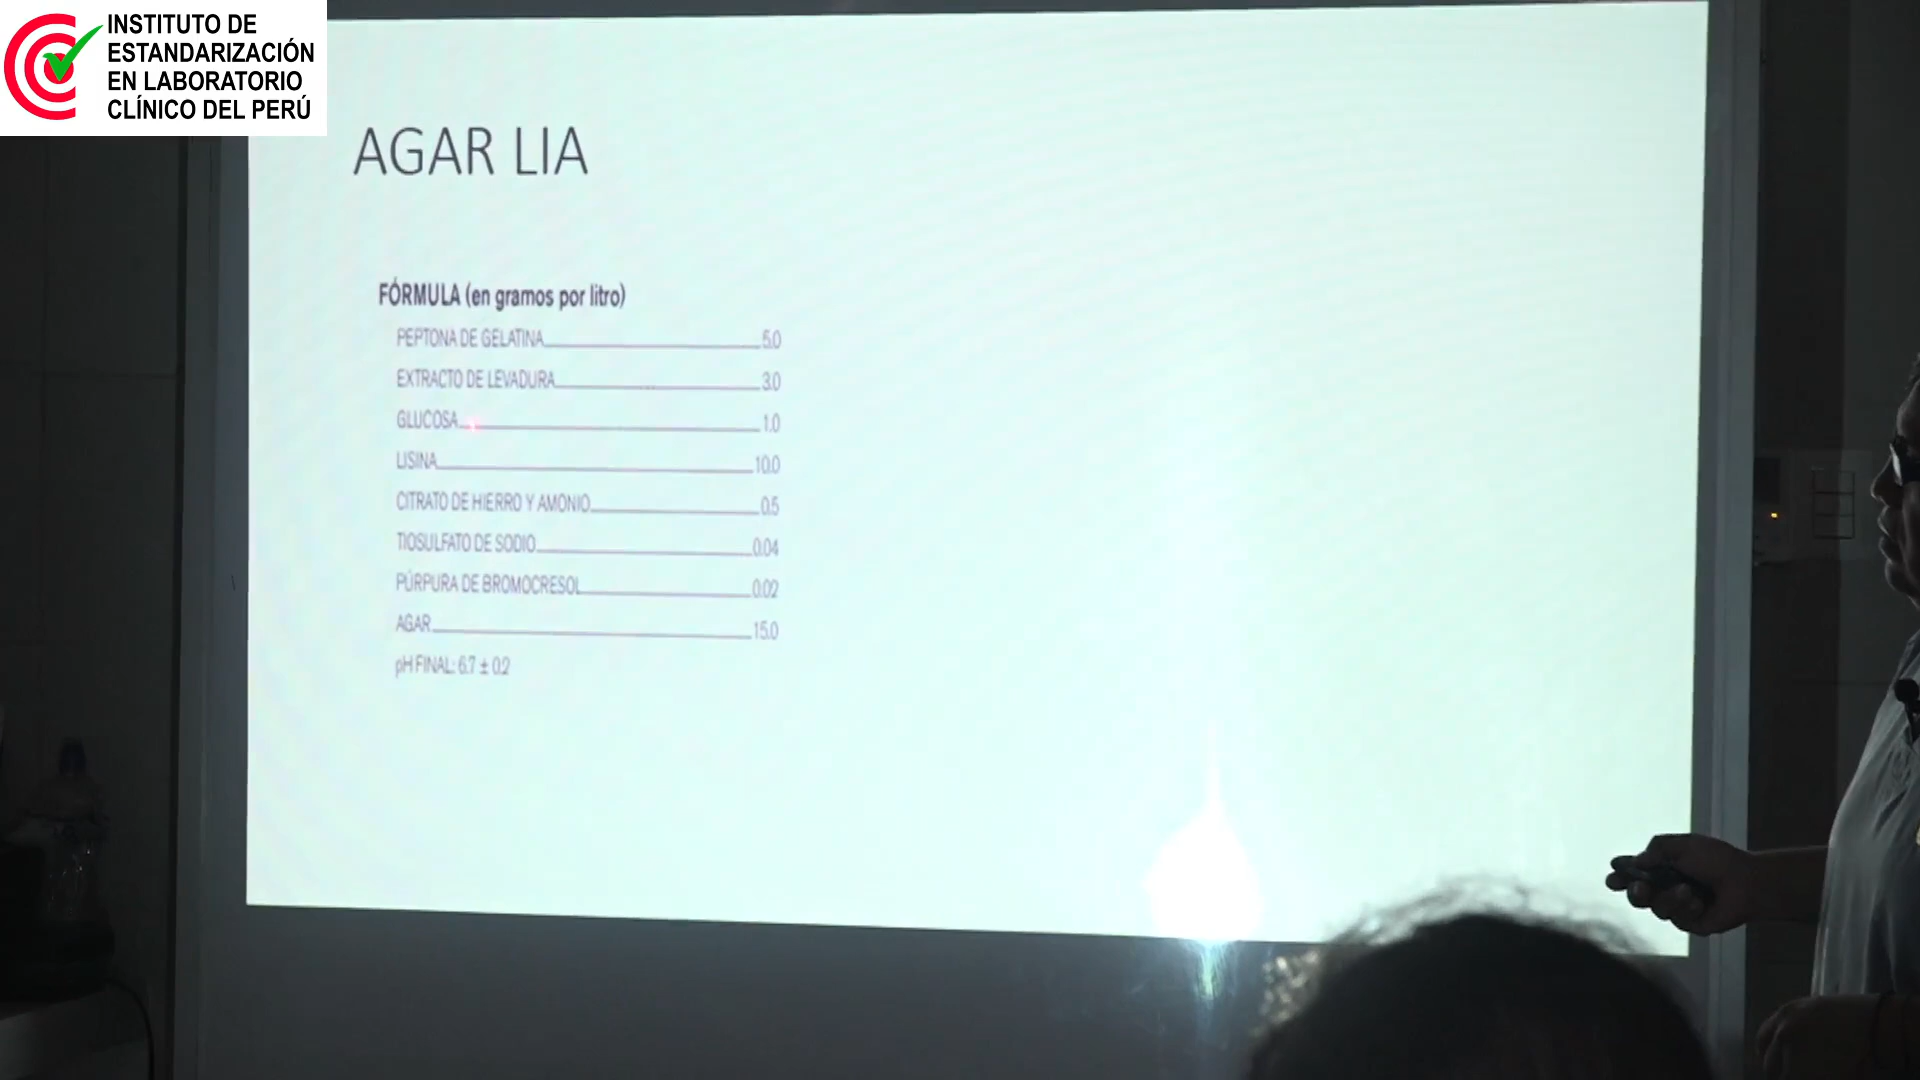 INSTITUTO DE
ESTANDARIZACIÓN
EN LABORATORIO
CLÍNICO DEL PERÚ
AGAR LIA
FÓRMULA (en gramos por litro)
PEPTONA DE GELATINA 5.0
EXTRACTO DE LEVADURA 3.0
GLUCOSA 1.0
LISINA 10.0
CITRATO DE HIERRO Y AMONIO 0.5
TIOSULFATO DE SODIO 0.04
PÚRPURA DE BROMOCRESOL 0.02
AGAR 15.0
pH FINAL: 6.7 ± 0.2